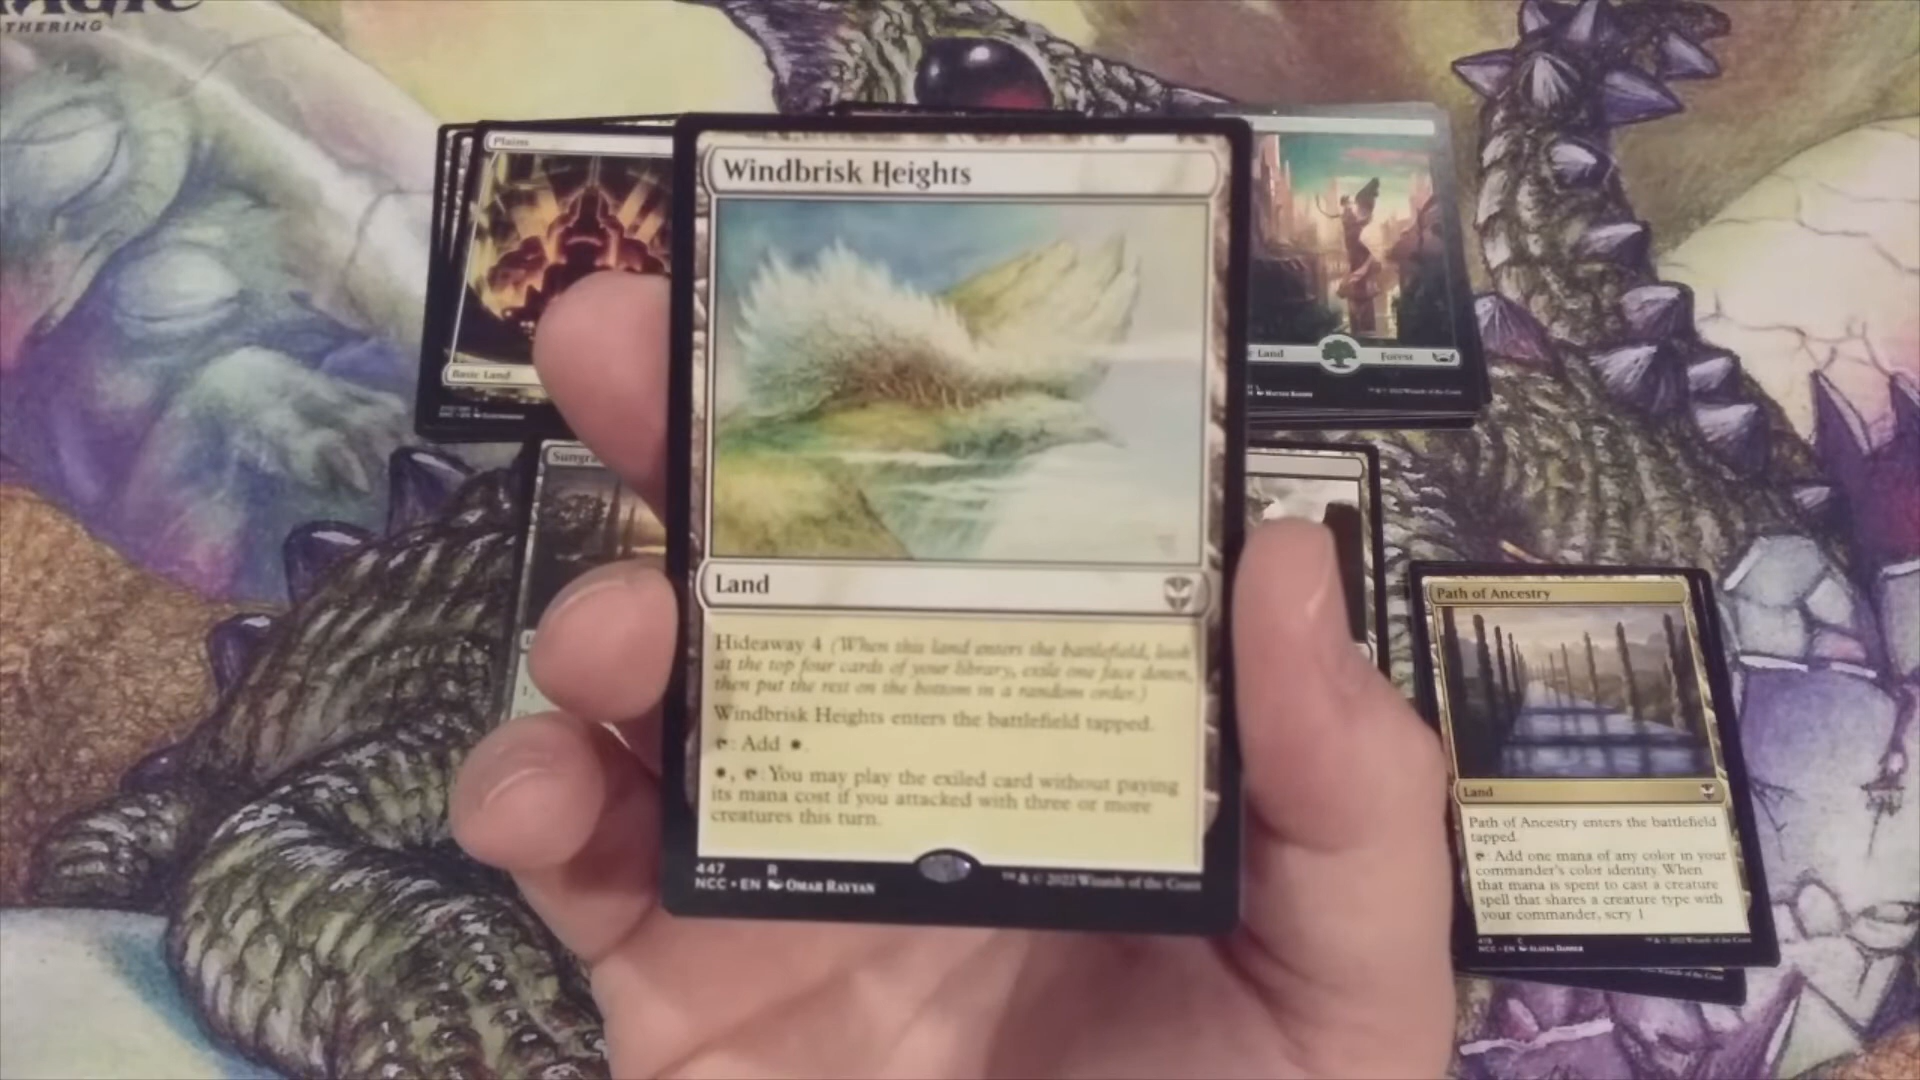 THERING
Plains
Basic Land
Windbrisk Heights
Land
Hideaway 4 (When this land enters the battlefield, look
at the top four cards of your library, exile one face down,
then put the rest on the bottom in a random order.)
Windbrisk Heights enters the battlefield tapped.
: Add .
, : You may play the exiled card without paying
its mana cost if you attacked with three or more
creatures this turn.
447 R
NCC • EN OMAR RAYYAN
™ & © 2022 Wizards of the Coast
Land Forest
Sungra
Path of Ancestry
Land
Path of Ancestry enters the battlefield
tapped.
: Add one mana of any color in your
commander's color identity. When
that mana is spent to cast a creature
spell that shares a creature type with
your commander, scry 1
NCC • EN